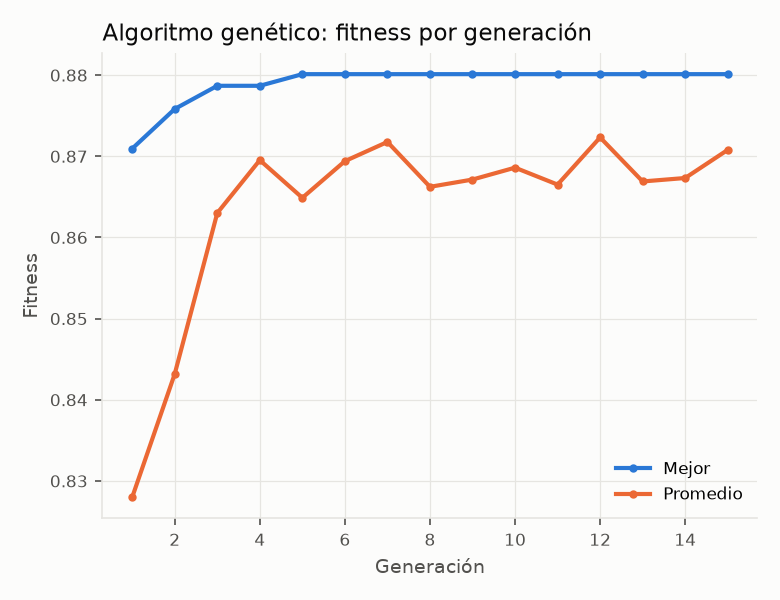 Algoritmo genético: fitness por generación
Fitness
0.88
0.87
0.86
0.85
0.84
0.83
2 4 6 8 10 12 14
Generación
Mejor
Promedio